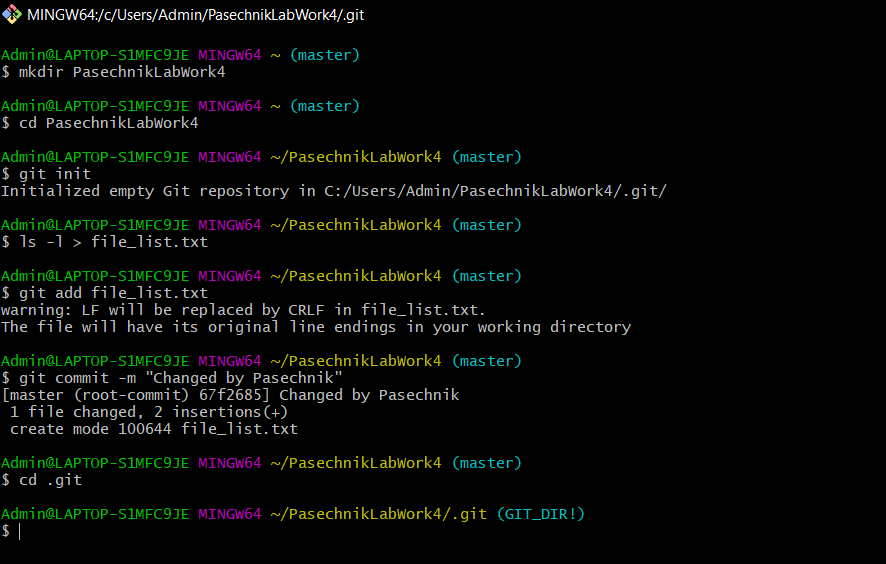 MINGW64:/c/Users/Admin/PasechnikLabWork4/.git
Admin@LAPTOP-S1MFC9JE MINGW64 ~ (master)
$ mkdir PasechnikLabWork4
Admin@LAPTOP-S1MFC9JE MINGW64 ~ (master)
$ cd PasechnikLabWork4
Admin@LAPTOP-S1MFC9JE MINGW64 ~/PasechnikLabWork4 (master)
$ git init
Initialized empty Git repository in C:/Users/Admin/PasechnikLabWork4/.git/
Admin@LAPTOP-S1MFC9JE MINGW64 ~/PasechnikLabWork4 (master)
$ ls -l > file_list.txt
Admin@LAPTOP-S1MFC9JE MINGW64 ~/PasechnikLabWork4 (master)
$ git add file_list.txt
warning: LF will be replaced by CRLF in file_list.txt.
The file will have its original line endings in your working directory
Admin@LAPTOP-S1MFC9JE MINGW64 ~/PasechnikLabWork4 (master)
$ git commit -m "Changed by Pasechnik"
[master (root-commit) 67f2685] Changed by Pasechnik
 1 file changed, 2 insertions(+)
 create mode 100644 file_list.txt
Admin@LAPTOP-S1MFC9JE MINGW64 ~/PasechnikLabWork4 (master)
$ cd .git
Admin@LAPTOP-S1MFC9JE MINGW64 ~/PasechnikLabWork4/.git (GIT_DIR!)
$